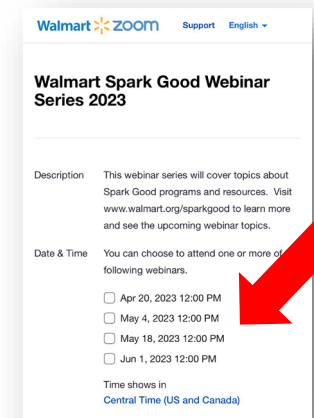 Walmart zoom Support English
Walmart Spark Good Webinar
Series 2023
Description This webinar series will cover topics about
Spark Good programs and resources. Visit
www.walmart.org/sparkgood to learn more
and see the upcoming webinar topics.
Date & Time You can choose to attend one or more of
following webinars.
Apr 20, 2023 12:00 PM
May 4, 2023 12:00 PM
May 18, 2023 12:00 PM
Jun 1, 2023 12:00 PM
Time shows in
Central Time (US and Canada)